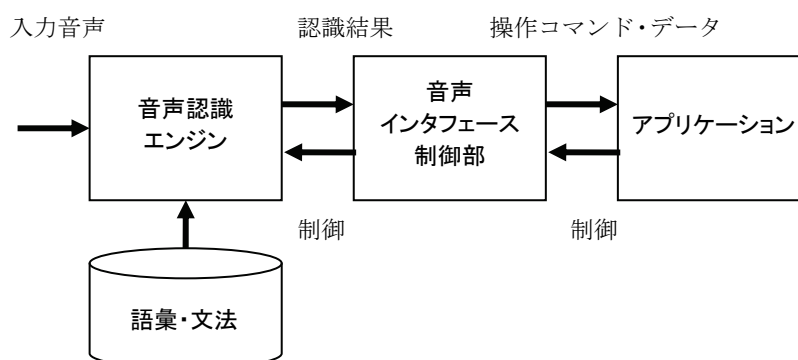 入力音声
認識結果
操作コマンド・データ
音声認識
エンジン
音声
インタフェース
制御部
アプリケーション
制御
制御
語彙・文法